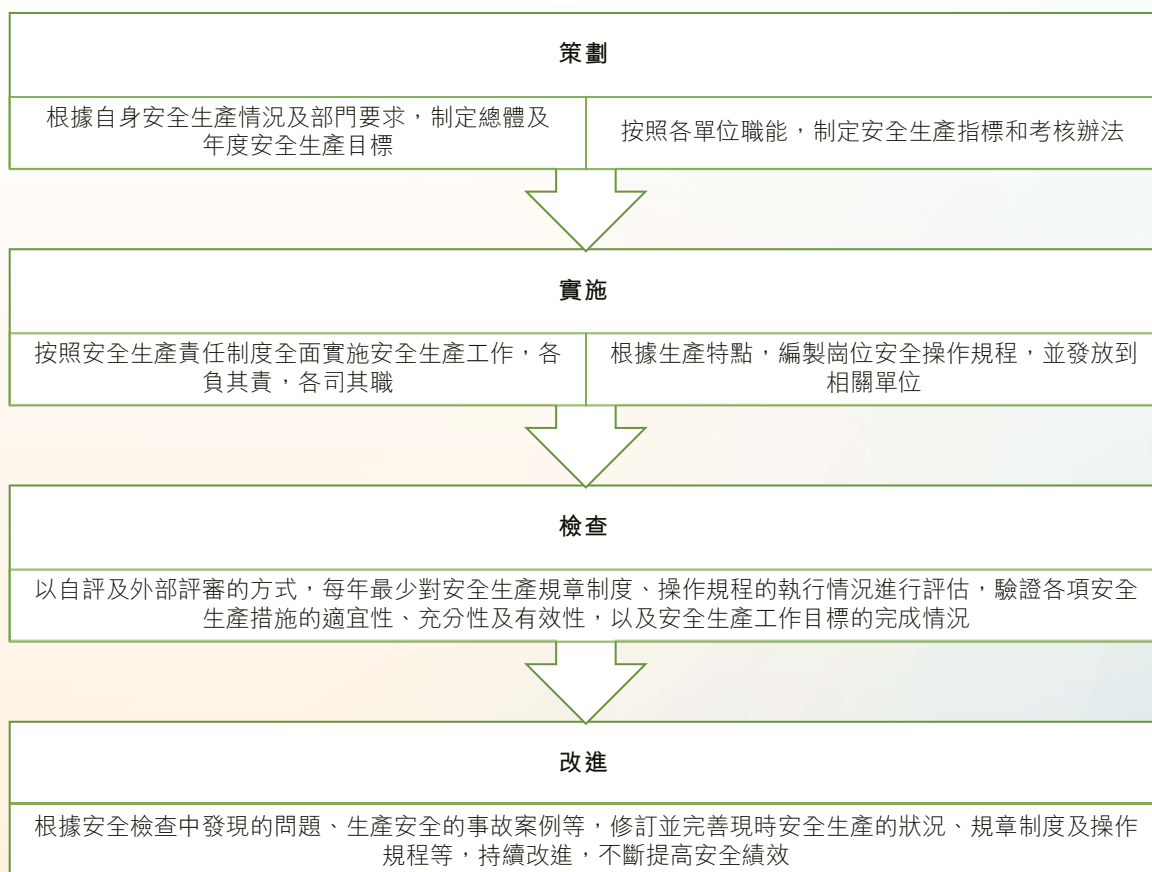 策劃
根據自身安全生產情況及部門要求，制定總體及
年度安全生產目標
按照各單位職能，制定安全生產指標和考核辦法
實施
按照安全生產責任制度全面實施安全生產工作，各
負其責，各司其職
根據生產特點，編製崗位安全操作規程，並發放到
相關單位
檢查
以自評及外部評審的方式，每年最少對安全生產規章制度、操作規程的執行情況進行評估，驗證各項安全
生產措施的適宜性、充分性及有效性，以及安全生產工作目標的完成情況
改進
根據安全檢查中發現的問題、生產安全的事故案例等，修訂並完善現時安全生產的狀況、規章制度及操作
規程等，持續改進，不斷提高安全績效